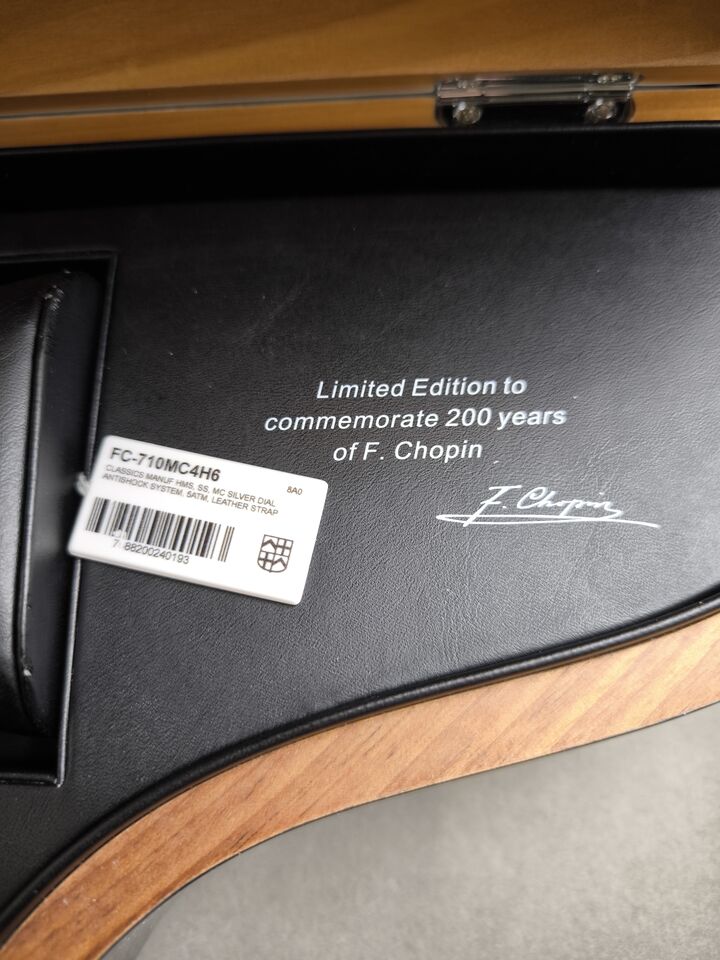 Limited Edition to
commemorate 200 years
of F. Chopin
F. Chopin
FC-710MC4H6
8A0
CLASSICS MANUF HMS, SS, MC SILVER DIAL
ANTISHOCK SYSTEM, 5ATM, LEATHER STRAP
7 88200240193